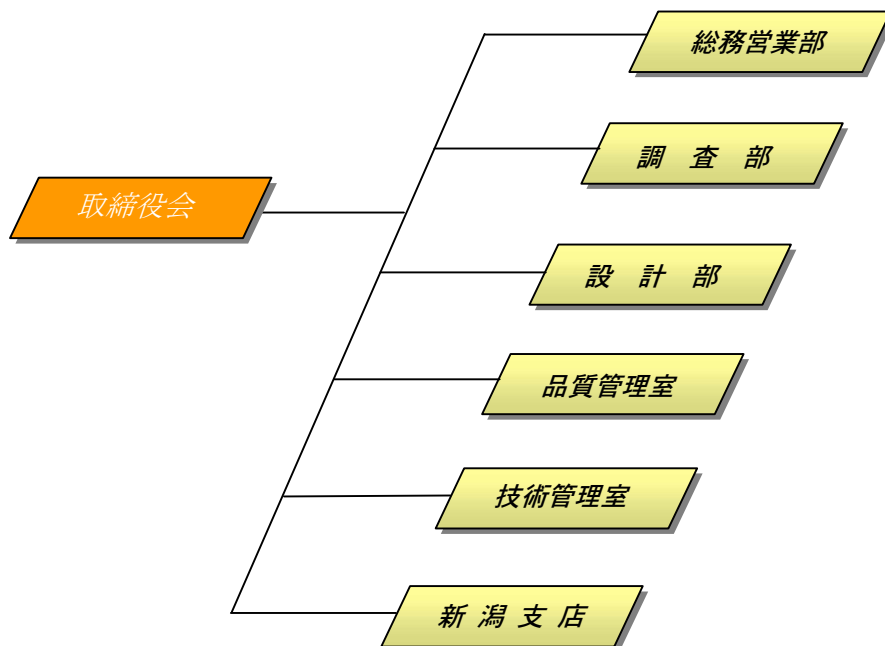 総務営業部
調 査 部
取締役会
設 計 部
品質管理室
技術管理室
新 潟 支 店